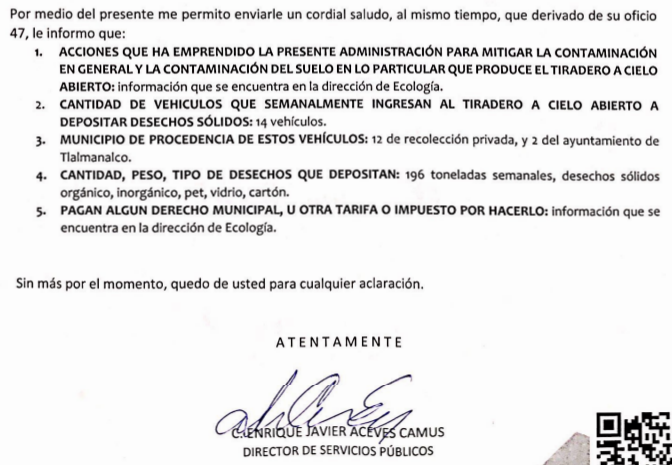 Por medio del presente me permito enviarle un cordial saludo, al mismo tiempo, que derivado de su oficio
47, le informo que:
1. ACCIONES QUE HA EMPRENDIDO LA PRESENTE ADMINISTRACIÓN PARA MITIGAR LA CONTAMINACIÓN
EN GENERAL Y LA CONTAMINACIÓN DEL SUELO EN LO PARTICULAR QUE PRODUCE EL TIRADERO A CIELO
ABIERTO: información que se encuentra en la dirección de Ecología.
2. CANTIDAD DE VEHICULOS QUE SEMANALMENTE INGRESAN AL TIRADERO A CIELO ABIERTO A
DEPOSITAR DESECHOS SÓLIDOS: 14 vehículos.
3. MUNICIPIO DE PROCEDENCIA DE ESTOS VEHÍCULOS: 12 de recolección privada, y 2 del ayuntamiento de
Tlalmanalco.
4. CANTIDAD, PESO, TIPO DE DESECHOS QUE DEPOSITAN: 196 toneladas semanales, desechos sólidos
orgánico, inorgánico, pet, vidrio, cartón.
5. PAGAN ALGUN DERECHO MUNICIPAL, U OTRA TARIFA O IMPUESTO POR HACERLO: información que se
encuentra en la dirección de Ecología.
Sin más por el momento, quedo de usted para cualquier aclaración.
ATENTAMENTE
C. ENRIQUE JAVIER ACEVES CAMUS
DIRECTOR DE SERVICIOS PÚBLICOS